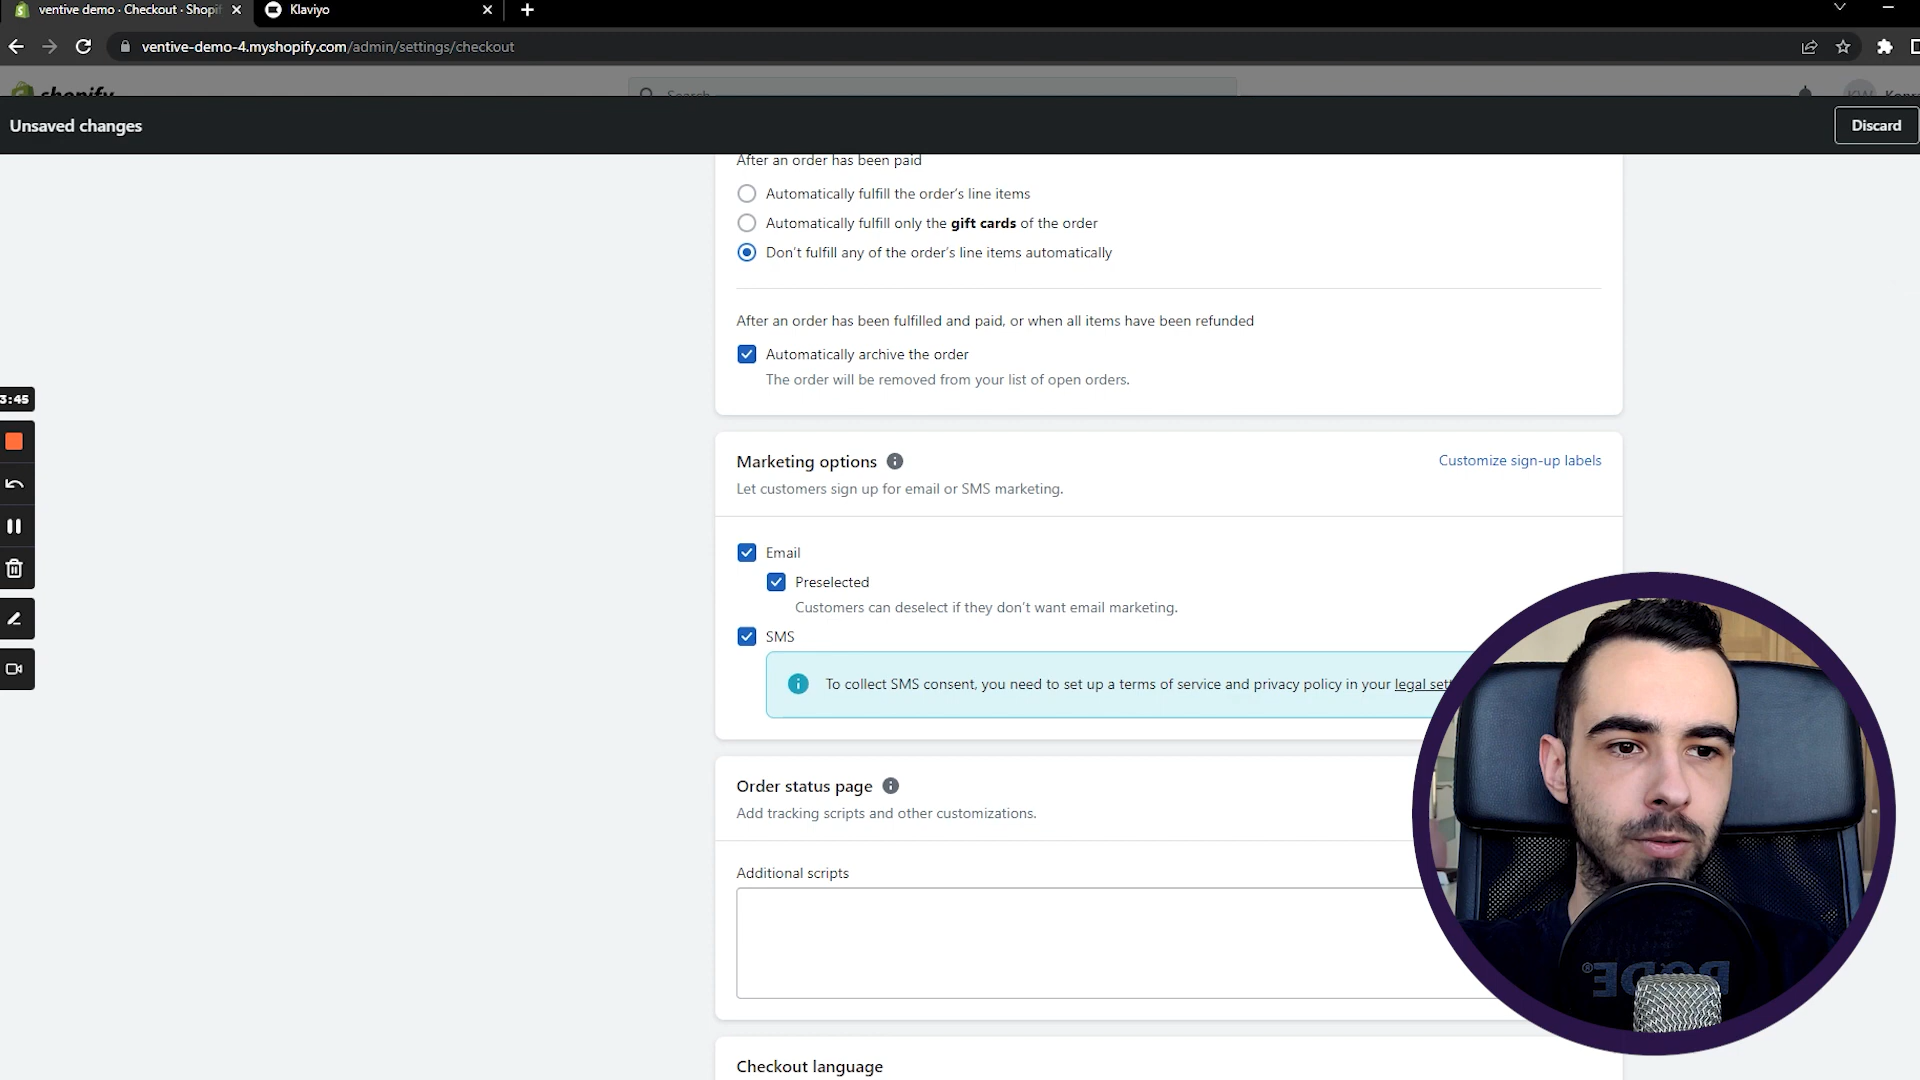 ventive demo · Checkout · Shopif
Klaviyo
ventive-demo-4.myshopify.com/admin/settings/checkout
shopify
Search
KW
Unsaved changes
Discard
After an order has been paid
Automatically fulfill the order's line items
Automatically fulfill only the gift cards of the order
Don't fulfill any of the order's line items automatically
After an order has been fulfilled and paid, or when all items have been refunded
Automatically archive the order
The order will be removed from your list of open orders.
3:45
Marketing options
Customize sign-up labels
Let customers sign up for email or SMS marketing.
Email
Preselected
Customers can deselect if they don't want email marketing.
SMS
To collect SMS consent, you need to set up a terms of service and privacy policy in your legal sett
Order status page
Add tracking scripts and other customizations.
Additional scripts
RODE
Checkout language